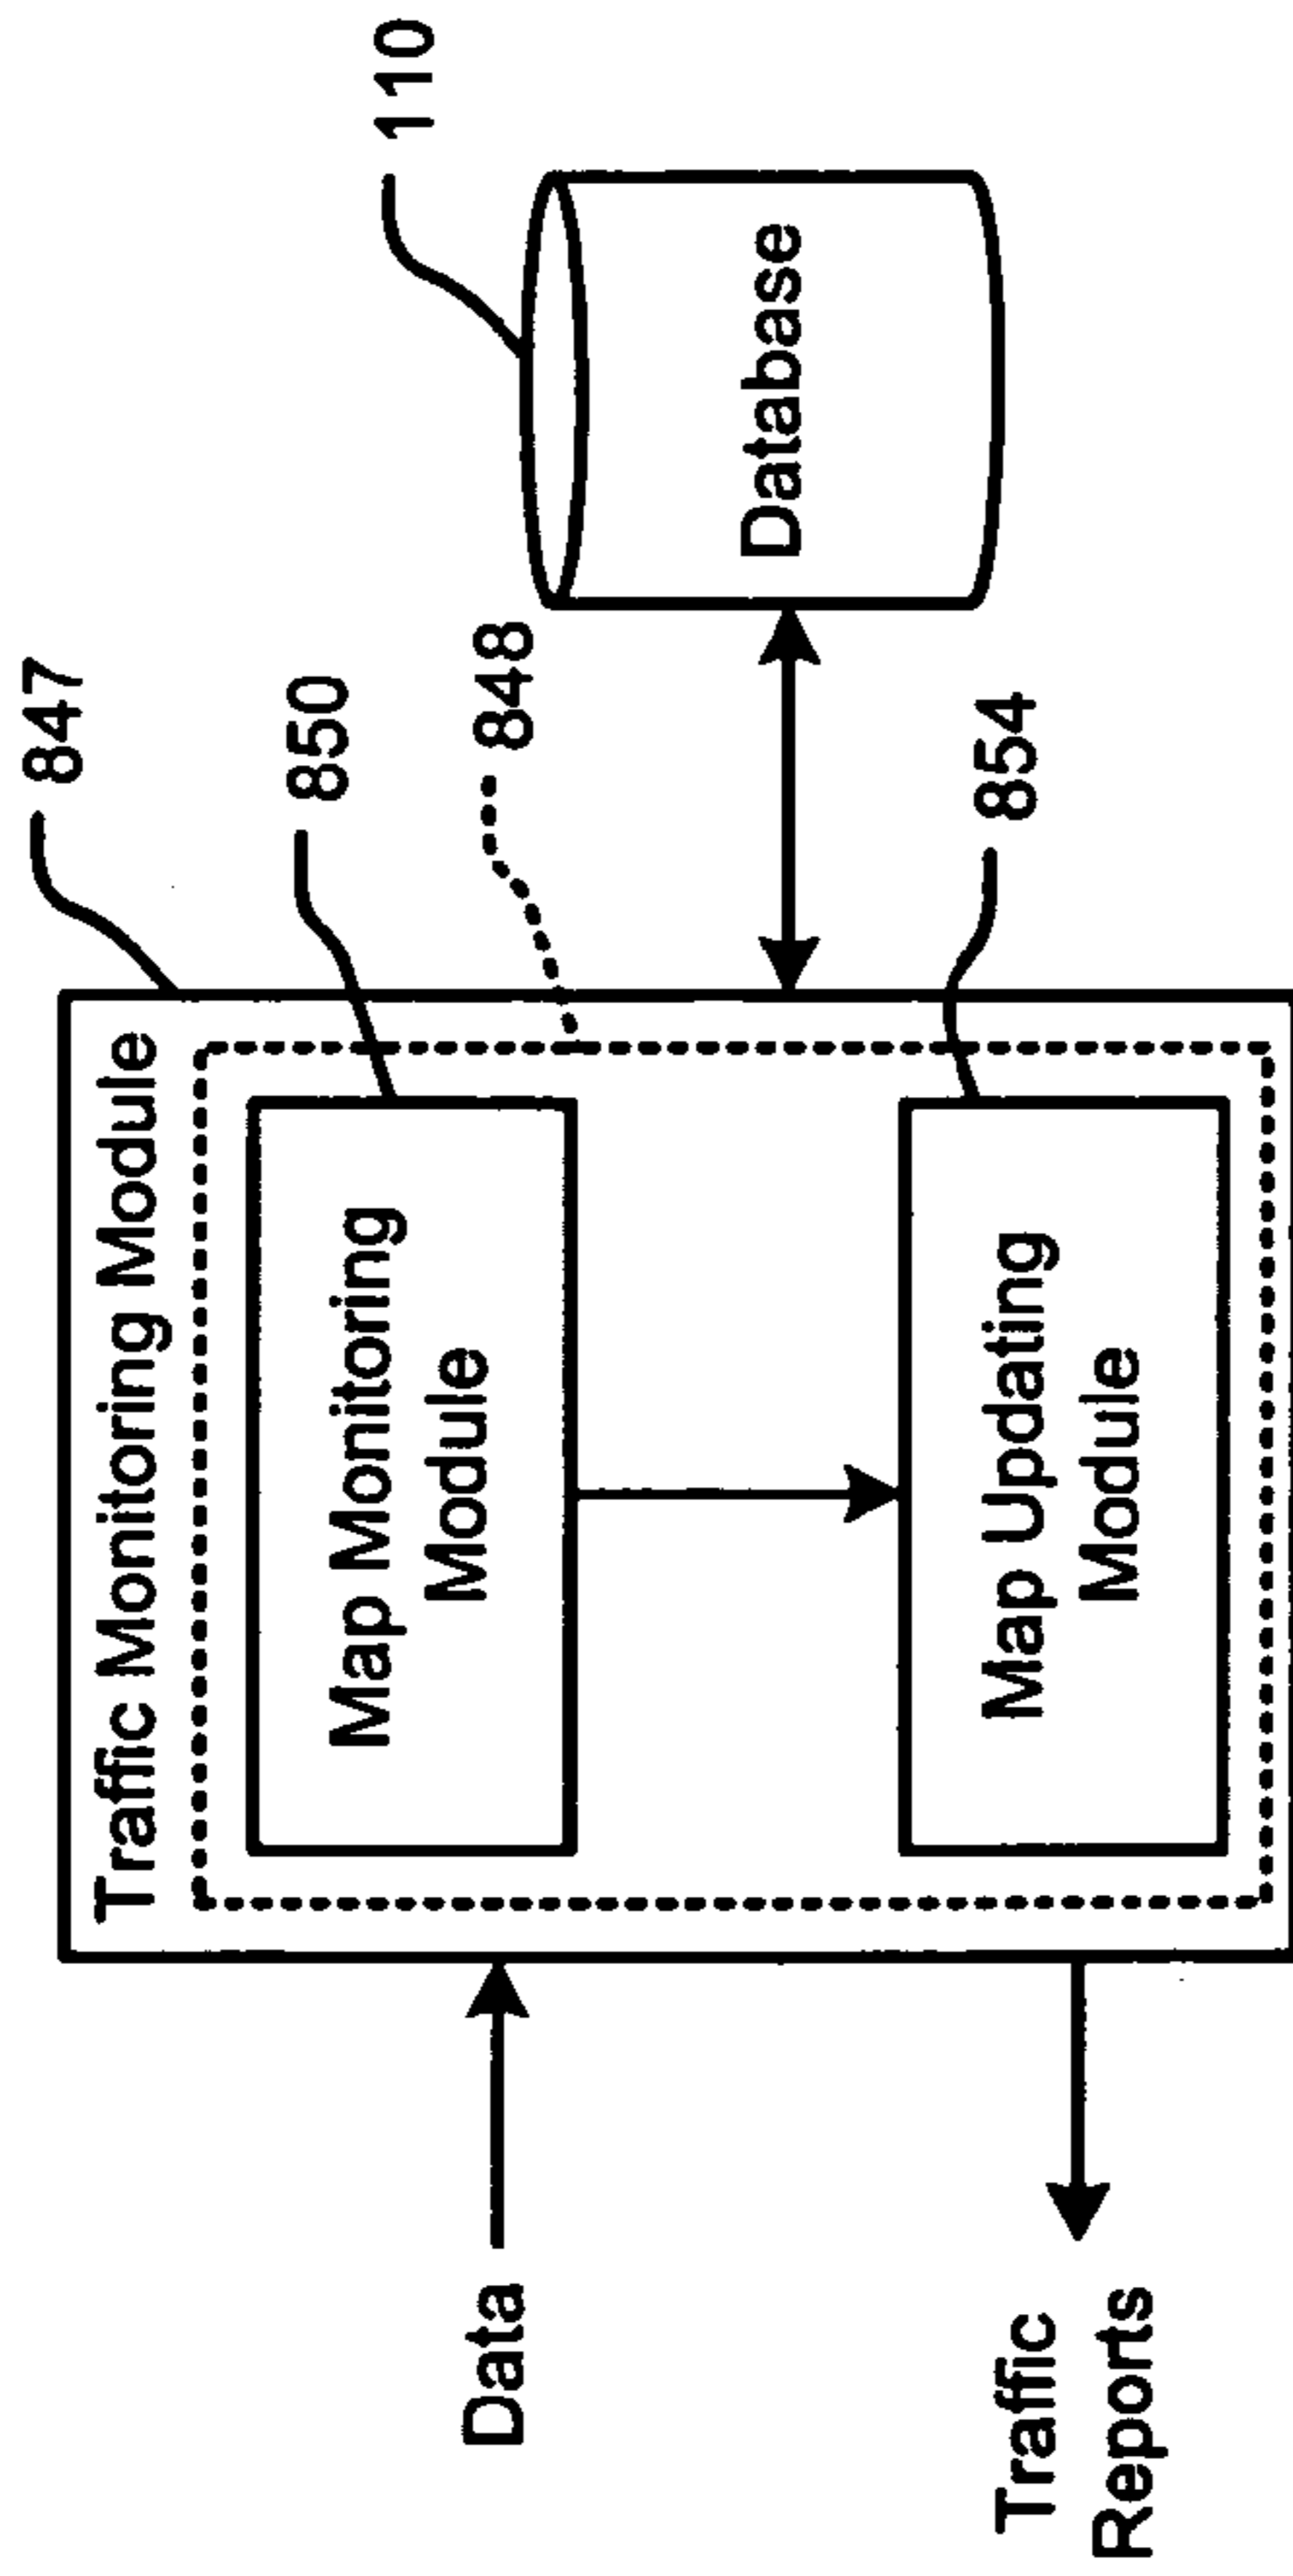 847
Traffic Monitoring Module
850
110
Data
Map Monitoring
Module
848
Database
Traffic
Reports
Map Updating
Module
854